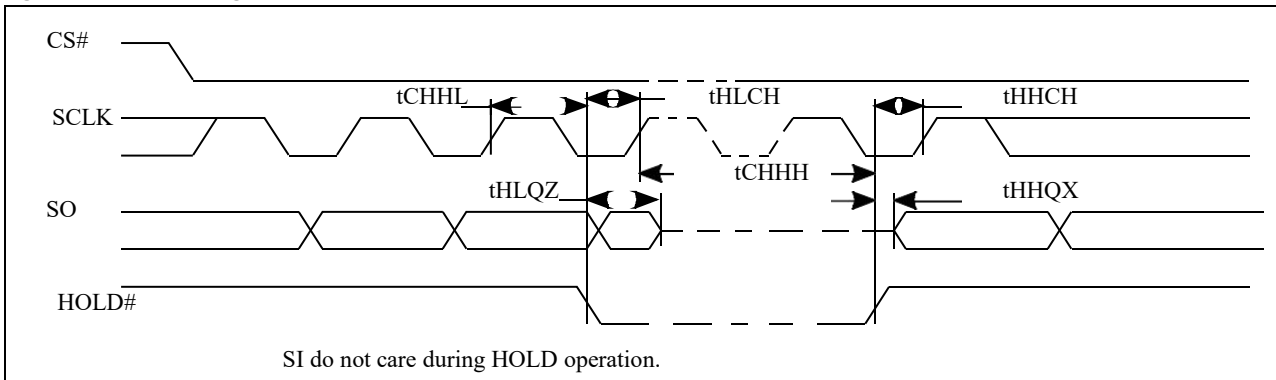 CS#
tCHHL
tHLCH
tHHCH
SCLK
tCHHH
tHLQZ
tHHQX
SO
HOLD#
SI do not care during HOLD operation.